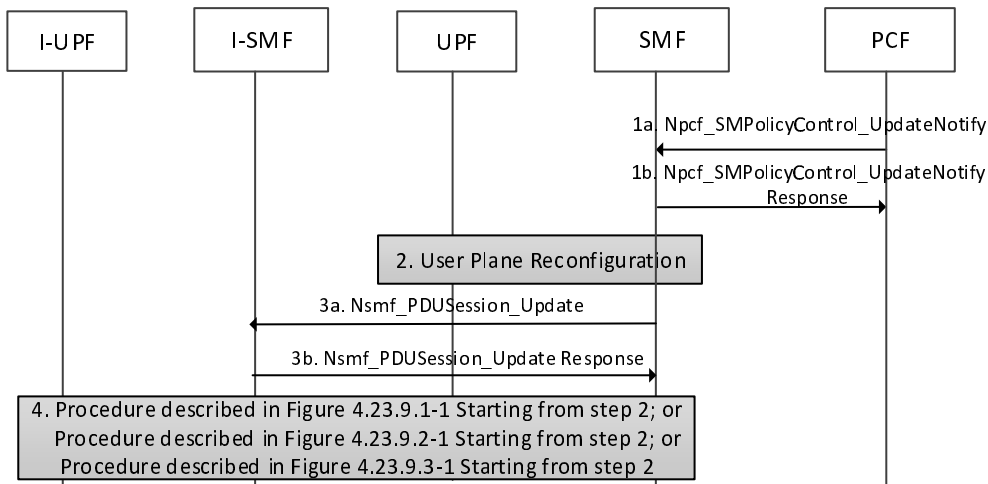 I-UPF
I-SMF
UPF
SMF
PCF
1a. Npcf_SMPolicyControl_UpdateNotify
1b. Npcf_SMPolicyControl_UpdateNotify
Response
2. User Plane Reconfiguration
3a. Nsmf_PDUSession_Update
3b. Nsmf_PDUSession_Update Response
4. Procedure described in Figure 4.23.9.1-1 Starting from step 2; or
Procedure described in Figure 4.23.9.2-1 Starting from step 2; or
Procedure described in Figure 4.23.9.3-1 Starting from step 2